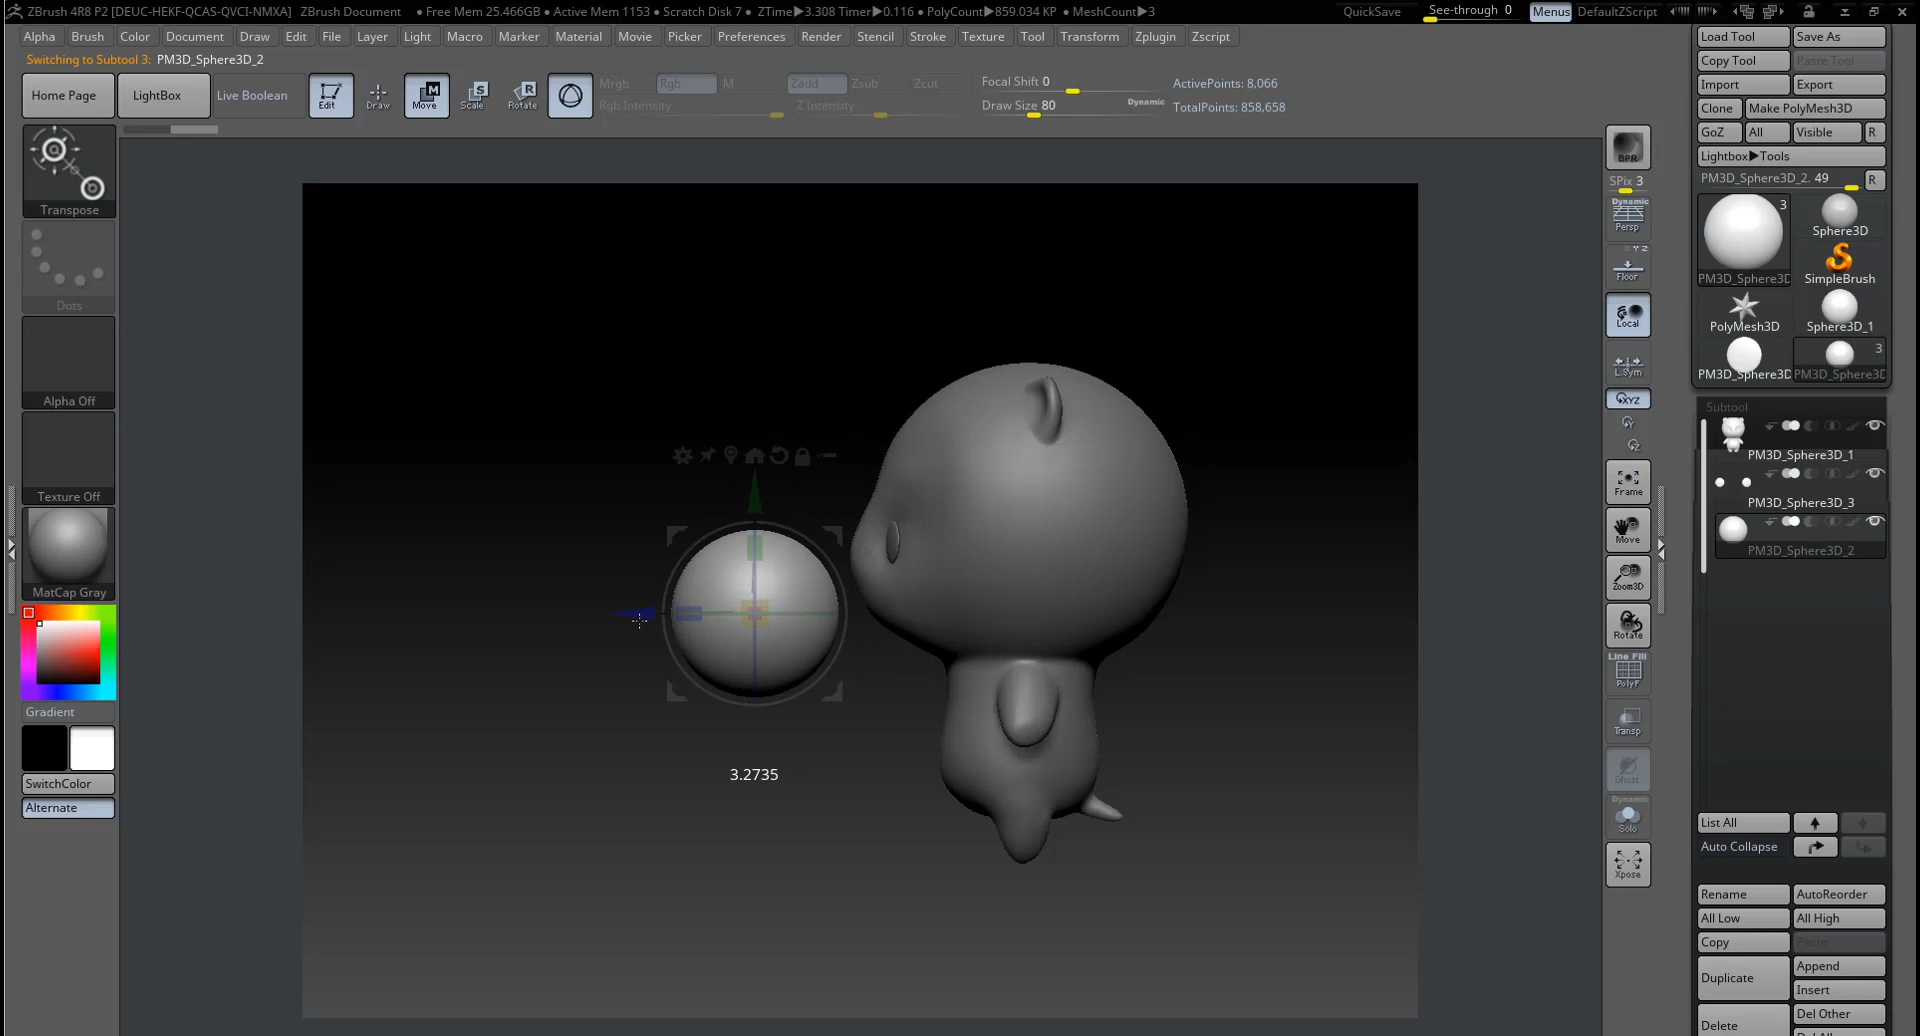 ZBrush 4R8 P2 [DEUC-HEKF-QCAS-QVCI-NMXA] ZBrush Document • Free Mem 25.466GB • Active Mem 1153 • Scratch Disk 7 • ZTime▶3.308 Timer▶0.116 • PolyCount▶859.034 KP • MeshCount▶3 QuickSave See-through 0 Menus DefaultZScript
Alpha Brush Color Document Draw Edit File Layer Light Macro Marker Material Movie Picker Preferences Render Stencil Stroke Texture Tool Transform Zplugin Zscript
Switching to Subtool 3: PM3D_Sphere3D_2
Home Page LightBox Live Boolean Edit Draw Move Scale Rotate
Mrgb Rgb M Zadd Zsub Zcut
Rgb Intensity Z Intensity
Focal Shift 0
Draw Size 80 Dynamic
ActivePoints: 8,066
TotalPoints: 858,658
Transpose
Dots
Alpha Off
Texture Off
MatCap Gray
Gradient
SwitchColor
Alternate
3.2735
BPR
SPix 3
Dynamic
Persp
X Y Z
Floor
Local
L.Sym
XYZ
Y
Z
Frame
Move
Zoom3D
Rotate
Line Fill
PolyF
Transp
Ghost
Dynamic
Solo
Xpose
Load Tool Save As
Copy Tool Paste Tool
Import Export
Clone Make PolyMesh3D
GoZ All Visible R
Lightbox▶Tools
PM3D_Sphere3D_2. 49 R
3
PM3D_Sphere3D
Sphere3D
SimpleBrush
PolyMesh3D Sphere3D_1
3
PM3D_Sphere3D PM3D_Sphere3D
Subtool
PM3D_Sphere3D_1
PM3D_Sphere3D_3
PM3D_Sphere3D_2
List All
Auto Collapse
Rename AutoReorder
All Low All High
Copy Paste
Duplicate Append
Insert
Delete Del Other